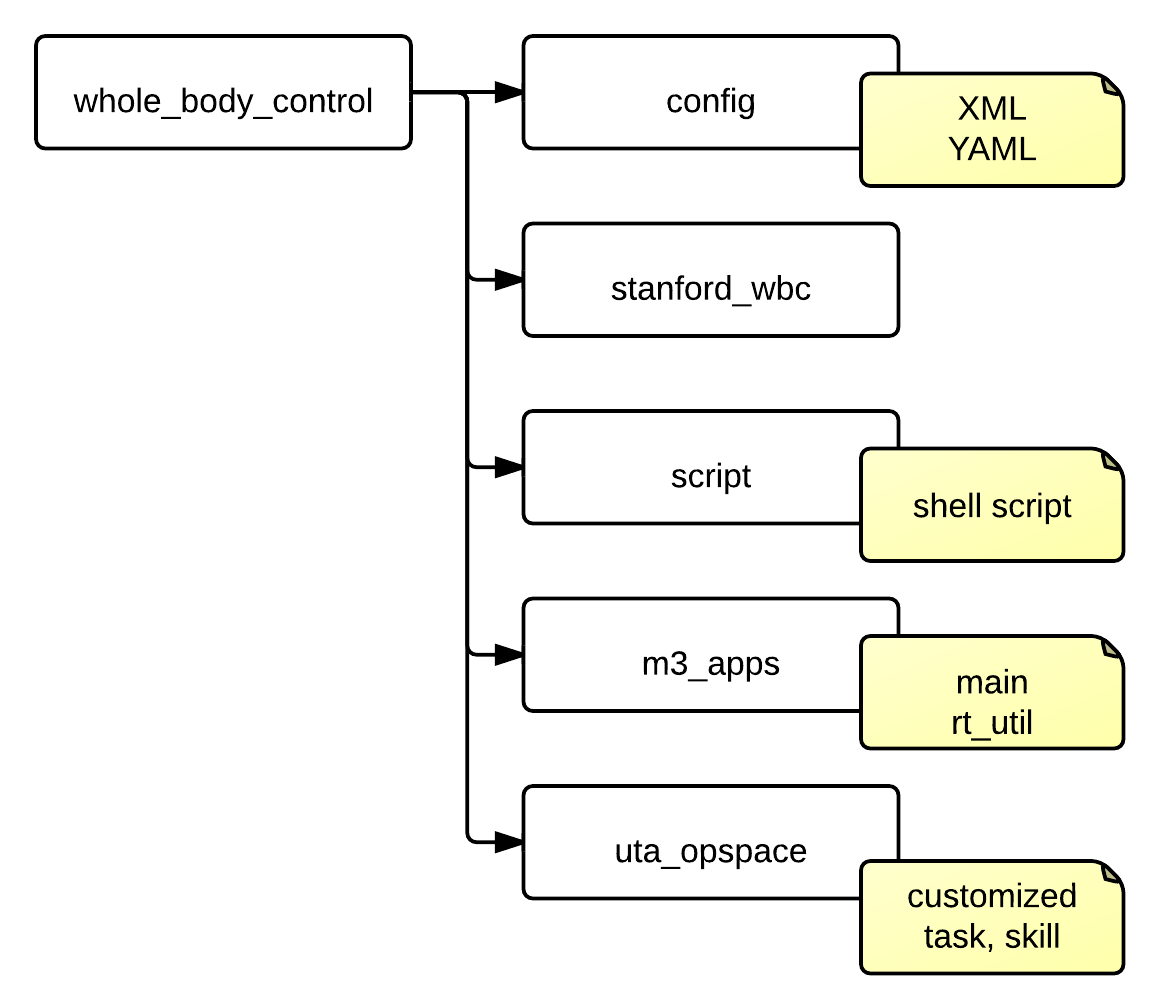 whole_body_control
config
XML
YAML
stanford_wbc
script
shell script
m3_apps
main
rt_util
uta_opspace
customized
task, skill